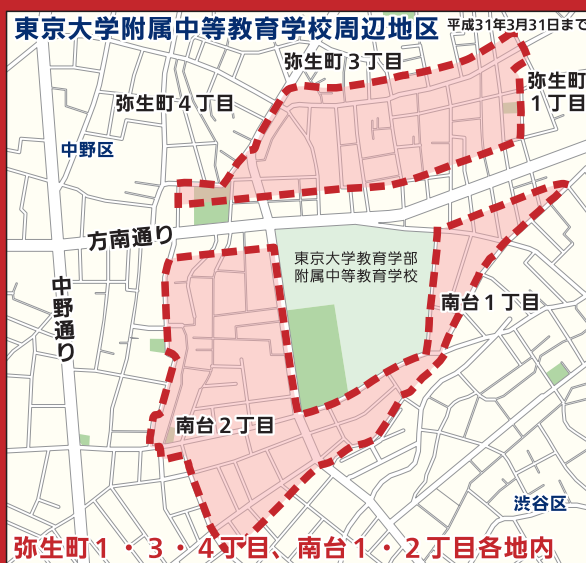 東京大学附属中等教育学校周辺地区 平成31年3月31日まで
弥生町3丁目
弥生町
1丁目
弥生町4丁目
中野区
方南通り
東京大学教育学部
附属中等教育学校
中野通り
南台1丁目
南台2丁目
渋谷区
弥生町1・3・4丁目、南台1・2丁目各地内